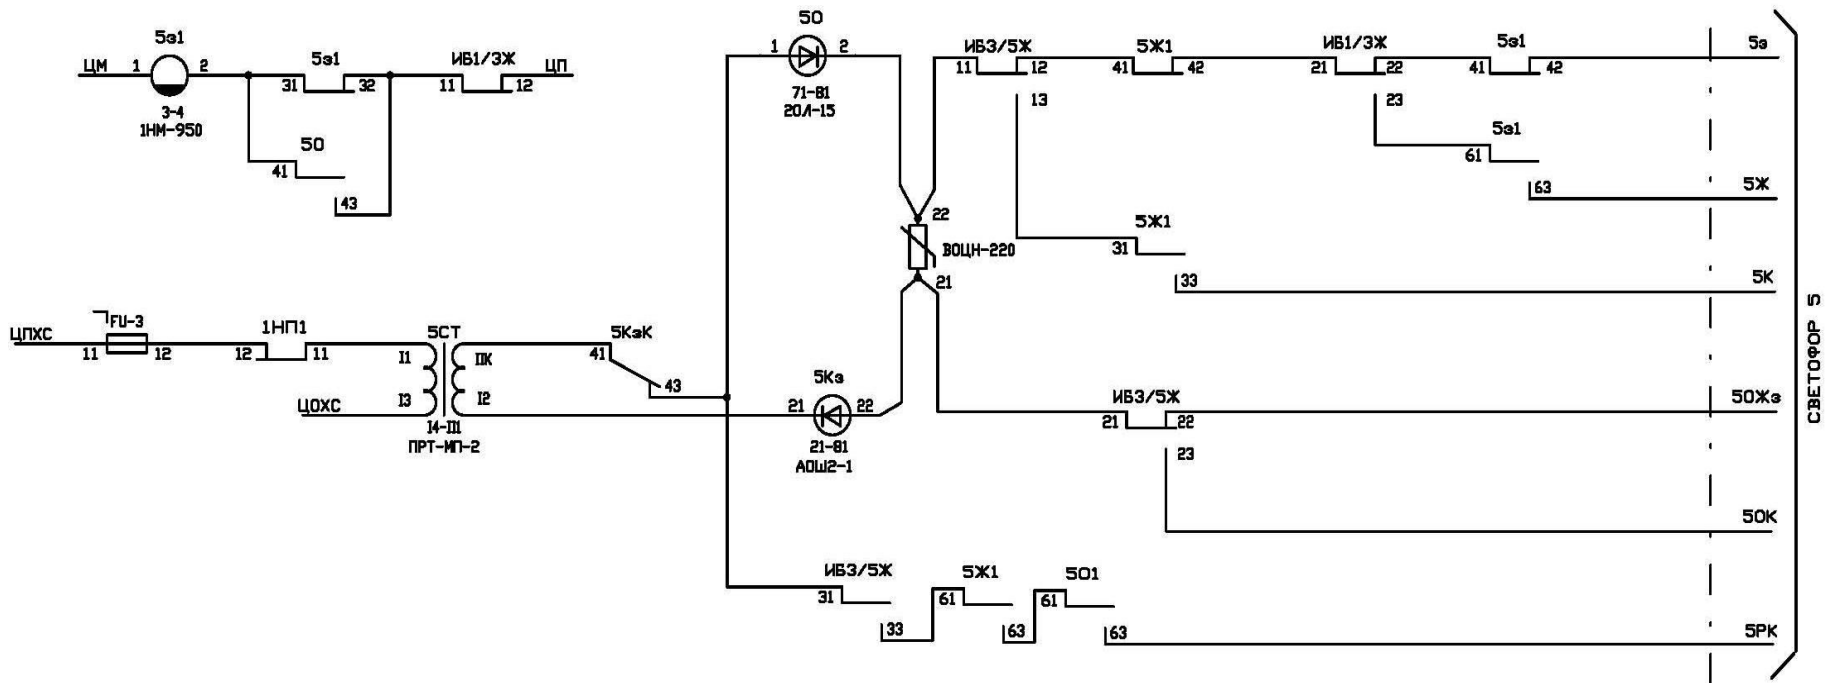 5з1
ЦМ 1 2
3-4
1НМ-950
5з1
31 32
ИБ1/3Ж
11 12
ЦП
5О
41
43
5О
1 2
71-81
2ОЛ-15
22
ВОЦН-220
21
ИБ3/5Ж
11 12
13
5Ж1
41 42
ИБ1/3Ж
21 22
23
5з1
41 42
5з
5з1
61
63
5Ж
5Ж1
31
33
5К
ЦПХС
FU-3
11 12
1НП1
12 11
5СТ
I1 IIК
I3 I2
I4-II1
ПРТ-МП-2
ЦОХС
5КзК
41
43
5Кз
21 22
21-81
АОШ2-1
ИБ3/5Ж
21 22
23
5ОЖз
5ОК
ИБ3/5Ж
31
33
5Ж1
61
63
5О1
61
63
5РК
СВЕТОФОР 5